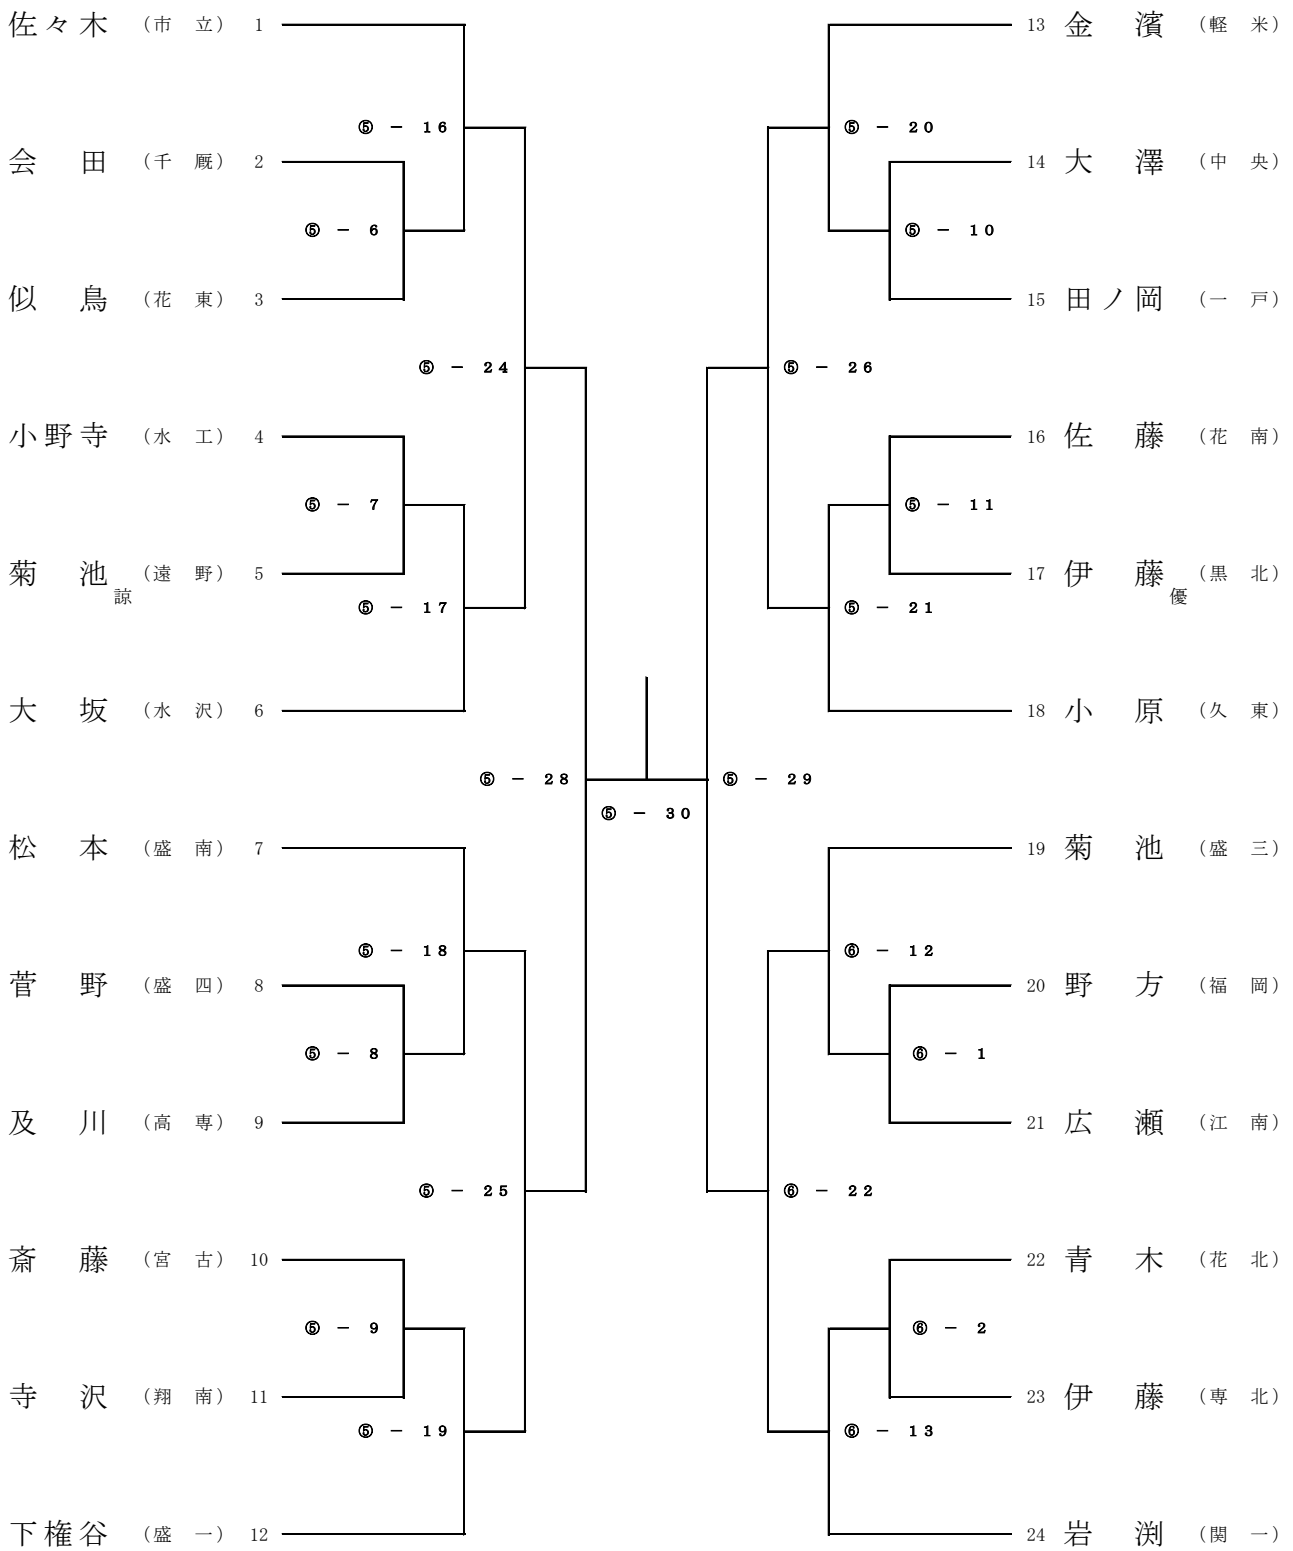 佐々木 （市 立） 1
⑤ － 16
会 田 （千 厩） 2
⑤ － 6
似 鳥 （花 東） 3
⑤ － 24
小野寺 （水 工） 4
⑤ － 7
菊 池 諒 （遠 野） 5
⑤ － 17
大 坂 （水 沢） 6
⑤ － 28
松 本 （盛 南） 7
⑤ － 18
菅 野 （盛 四） 8
⑤ － 8
及 川 （高 専） 9
⑤ － 25
斎 藤 （宮 古） 10
⑤ － 9
寺 沢 （翔 南） 11
⑤ － 19
下権谷 （盛 一） 12
⑤ － 30
13 金 濱 （軽 米）
⑤ － 20
14 大 澤 （中 央）
⑤ － 10
15 田ノ岡 （一 戸）
⑤ － 26
16 佐 藤 （花 南）
⑤ － 11
17 伊 藤 優 （黒 北）
⑤ － 21
18 小 原 （久 東）
⑤ － 29
19 菊 池 （盛 三）
⑥ － 12
20 野 方 （福 岡）
⑥ － 1
21 広 瀬 （江 南）
⑥ － 22
22 青 木 （花 北）
⑥ － 2
23 伊 藤 （専 北）
⑥ － 13
24 岩 渕 （関 一）